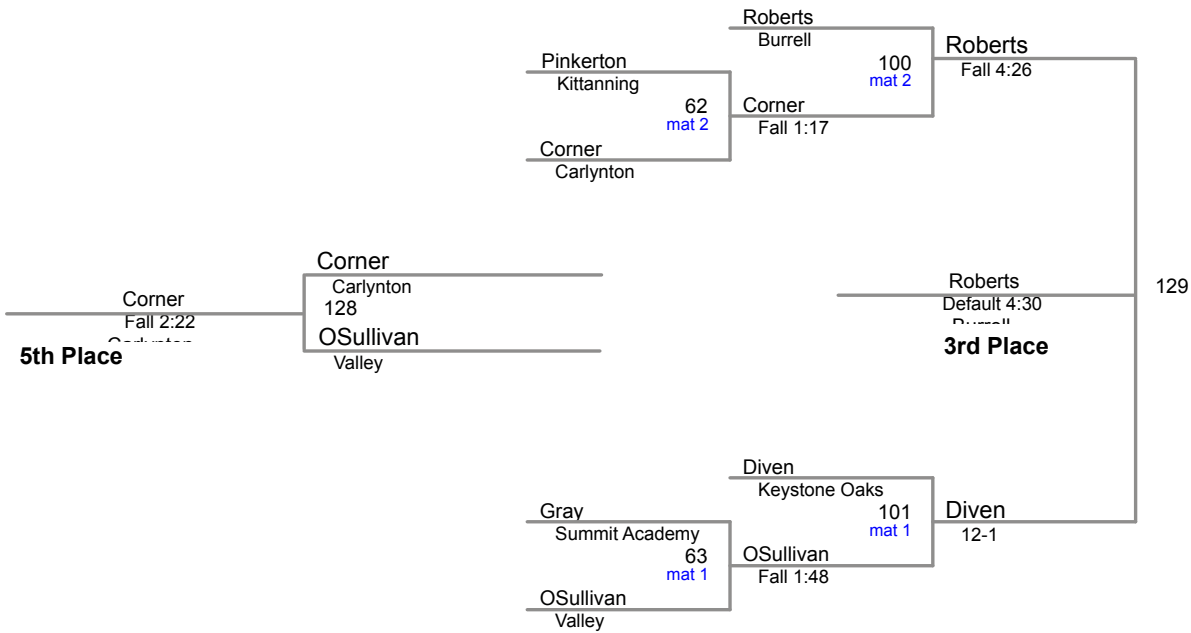 Roberts
Burrell
Pinkerton
Kittanning
100
mat 2
Roberts
Fall 4:26
62
mat 2
Corner
Fall 1:17
Corner
Carlynton
Corner
Carlynton
128
Corner
Fall 2:22
5th Place
OSullivan
Valley
Roberts
Default 4:30
3rd Place
129
Diven
Keystone Oaks
Gray
Summit Academy
101
mat 1
Diven
12-1
63
mat 1
OSullivan
Fall 1:48
OSullivan
Valley